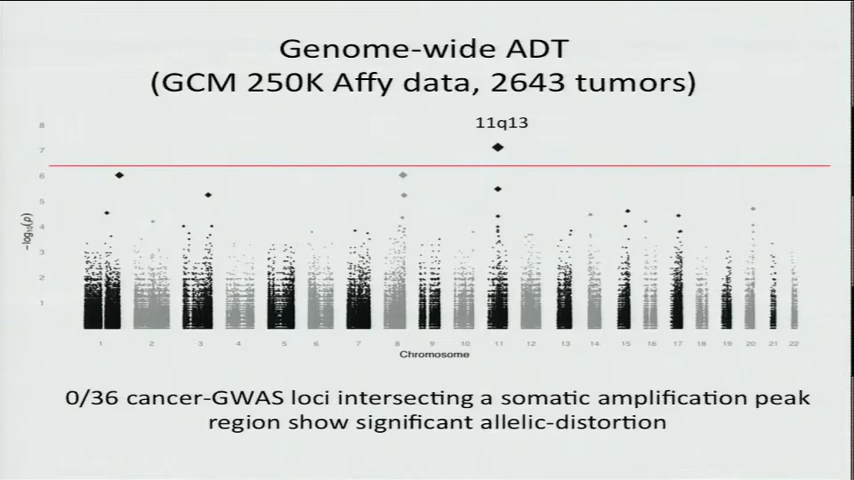 Genome-wide ADT
(GCM 250K Affy data, 2643 tumors)
11q13
8
7
6
5
4
3
2
1
−log₁₀(p)
1 2 3 4 5 6 7 8 9 10 11 12 13 14 15 16 17 18 19 20 21 22
Chromosome
0/36 cancer-GWAS loci intersecting a somatic amplification peak
region show significant allelic-distortion